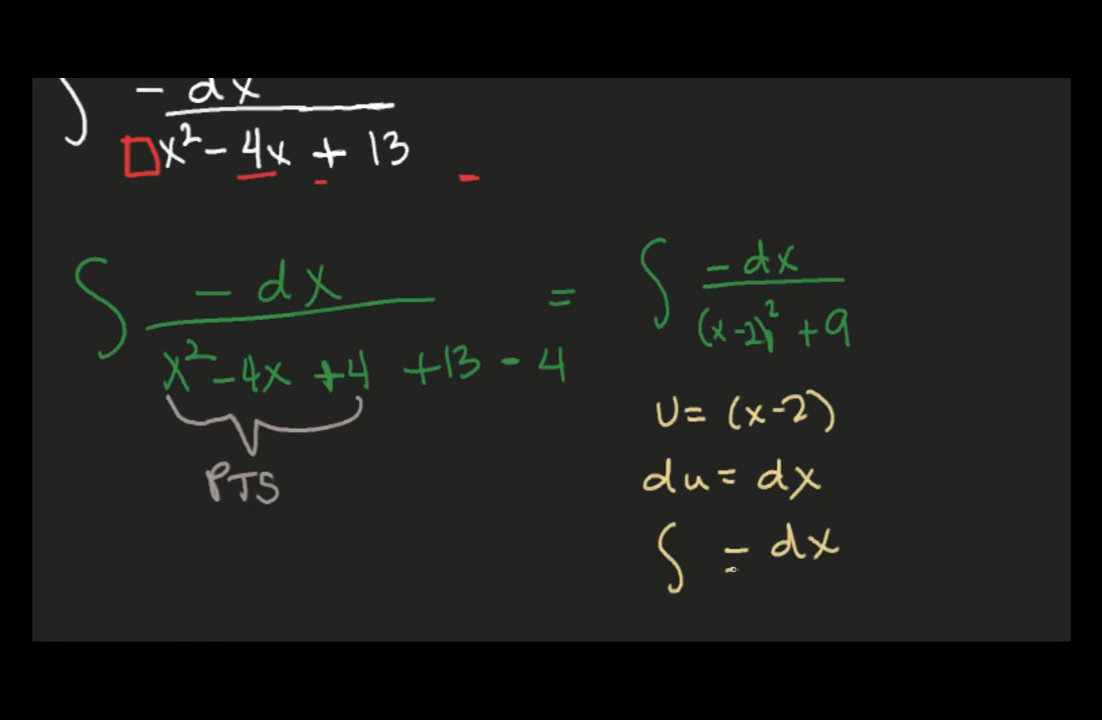 ∫ - dx / x² - 4x + 13
∫ - dx / x² - 4x + 4 + 13 - 4 = ∫ - dx / (x-2)² + 9
PTS
u = (x-2)
du = dx
∫ - dx